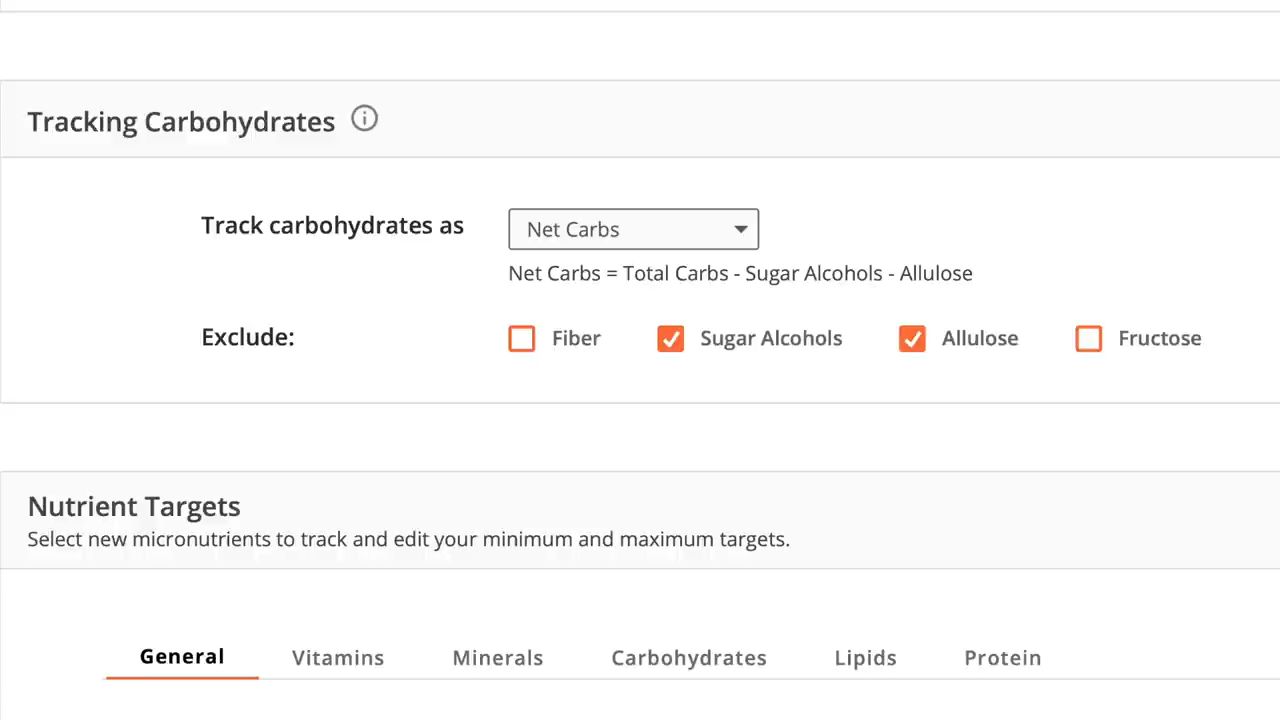 Tracking Carbohydrates
Track carbohydrates as
Net Carbs
Net Carbs = Total Carbs - Sugar Alcohols - Allulose
Exclude: Fiber Sugar Alcohols Allulose Fructose
Nutrient Targets
Select new micronutrients to track and edit your minimum and maximum targets.
General Vitamins Minerals Carbohydrates Lipids Protein